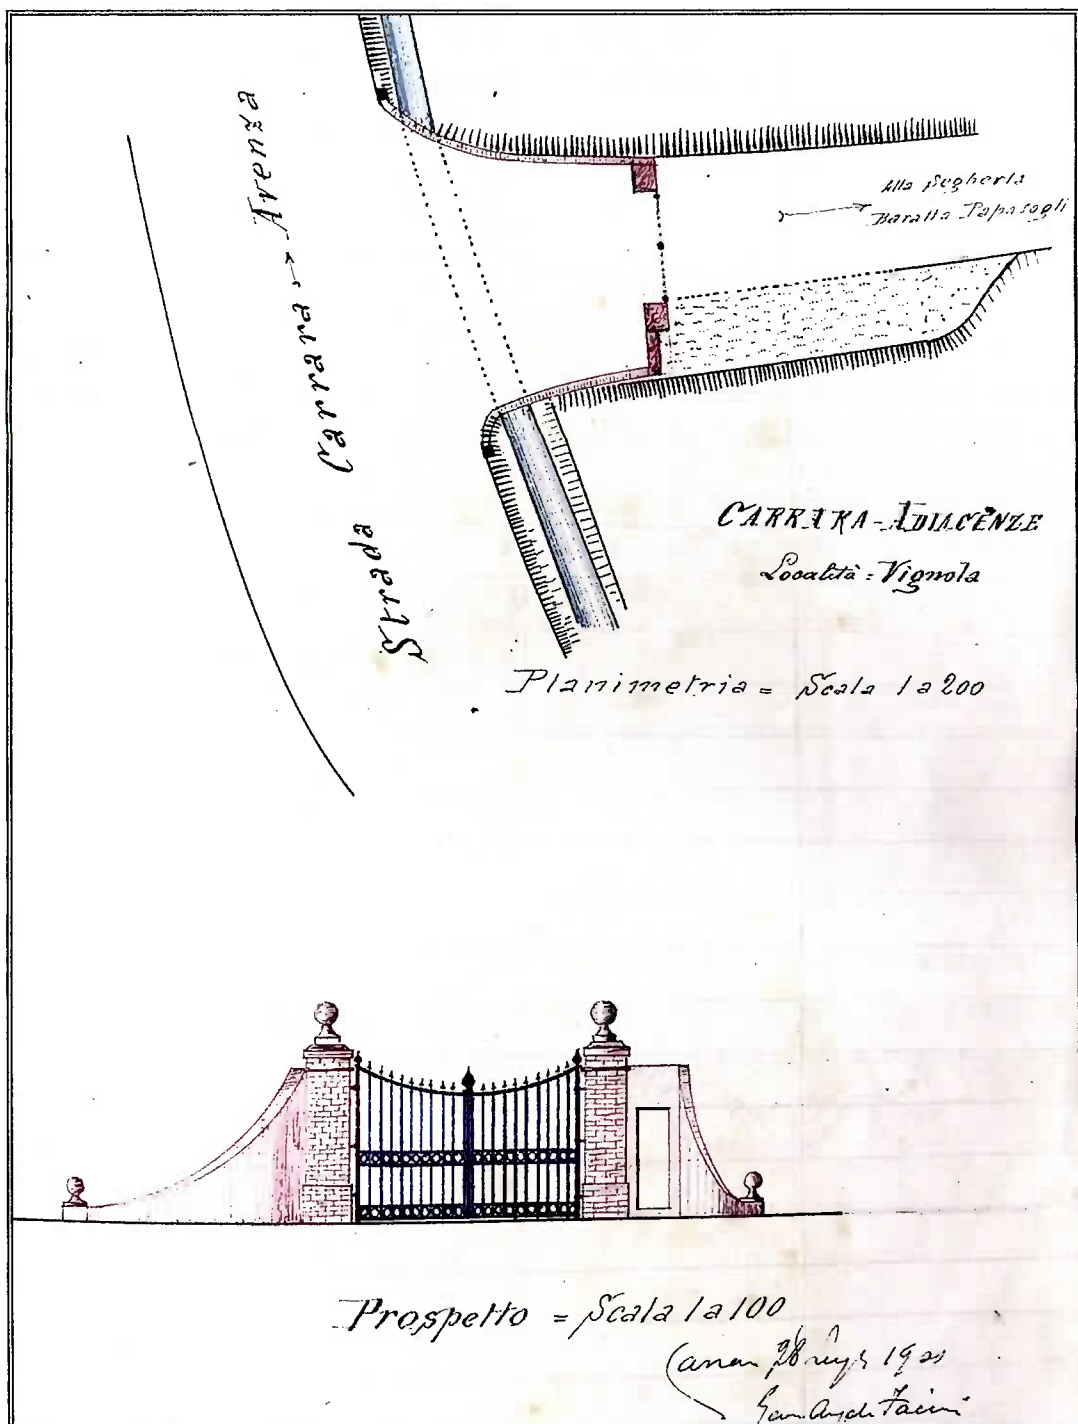 Strada Carrara - Avenza
Alla Segheria
Baratta Papasogli
CARRARA - ADIACENZE
Località = Vignola
Planimetria = Scala 1 a 200
Prospetto = Scala 1 a 100
28